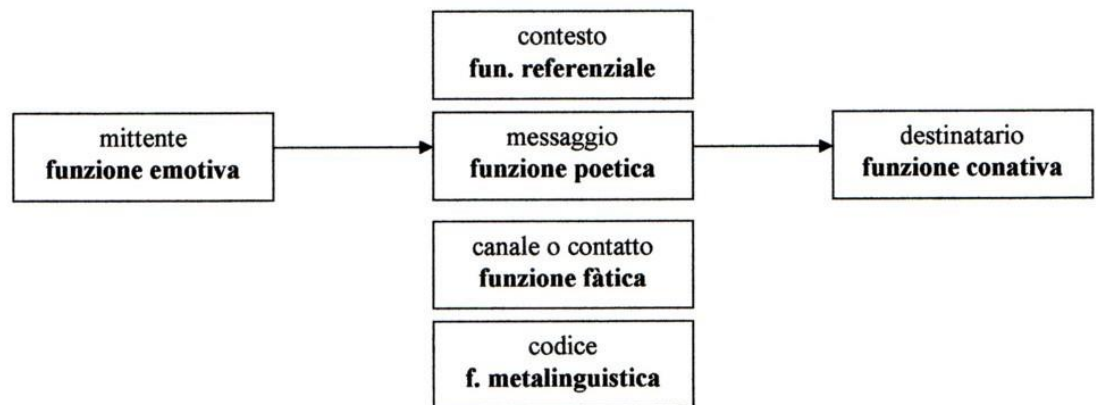 contesto
fun. referenziale
mittente
funzione emotiva
messaggio
funzione poetica
destinatario
funzione conativa
canale o contatto
funzione fàtica
codice
f. metalinguistica